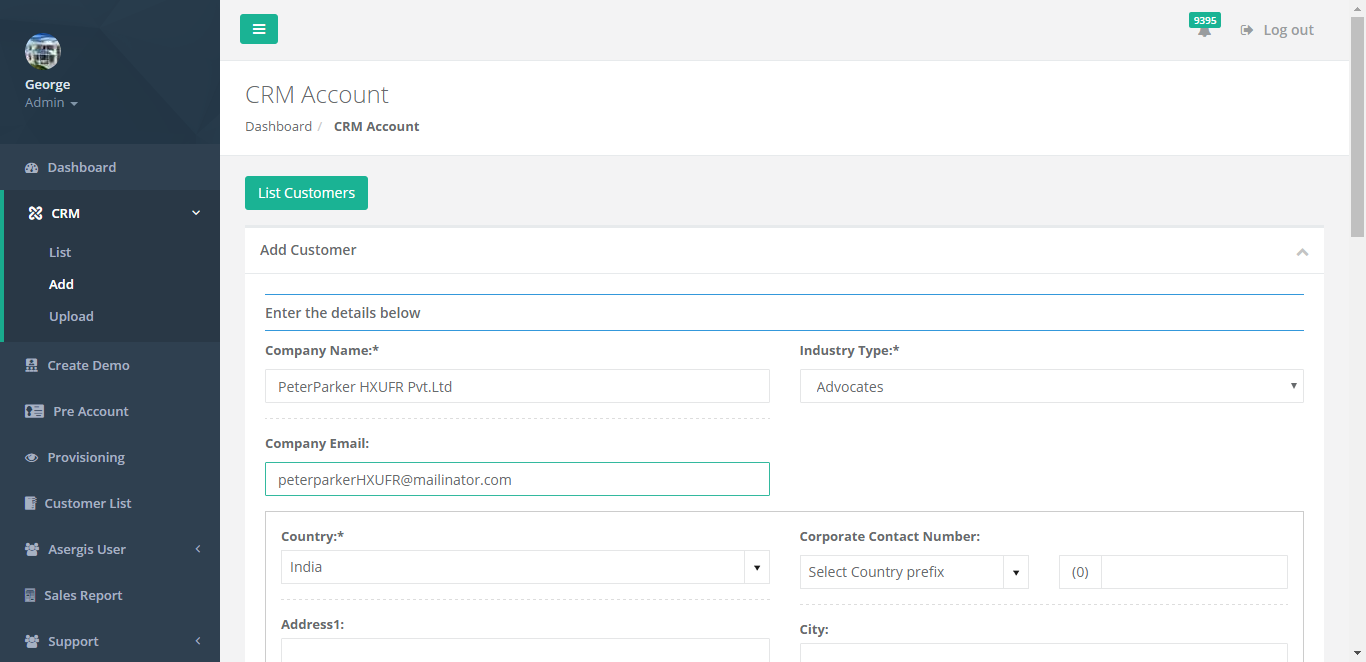 9395
Log out
George
Admin
CRM Account
Dashboard / CRM Account
Dashboard
CRM
List
Add
Upload
Create Demo
Pre Account
Provisioning
Customer List
Asergis User
Sales Report
Support
List Customers
Add Customer
Enter the details below
Company Name:*
PeterParker HXUFR Pvt.Ltd
Industry Type:*
Advocates
Company Email:
peterparkerHXUFR@mailinator.com
Country:*
India
Corporate Contact Number:
Select Country prefix
(0)
Address1:
City: